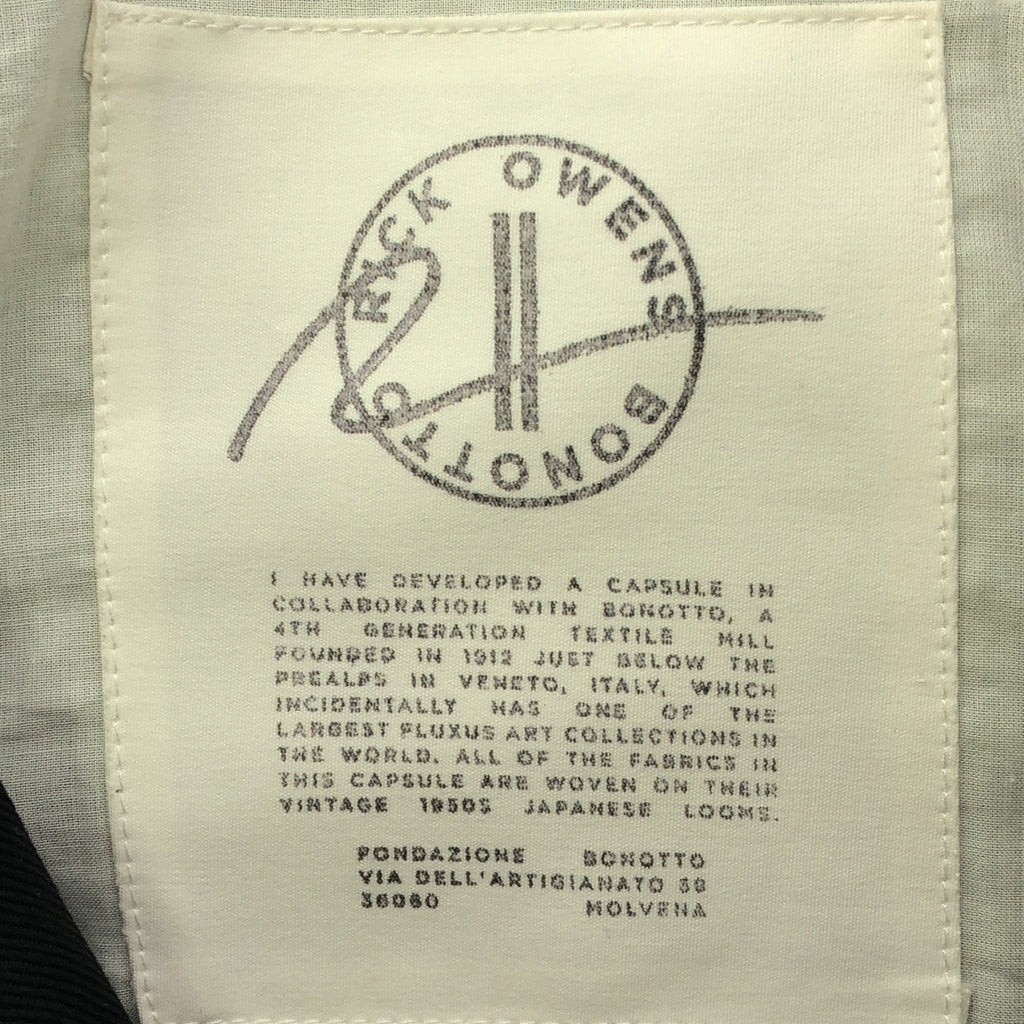 RICK OWENS
BONOTTO
I HAVE DEVELOPED A CAPSULE IN
COLLABORATION WITH BONOTTO, A
4TH GENERATION TEXTILE MILL
FOUNDED IN 1912 JUST BELOW THE
PREALPS IN VENETO, ITALY, WHICH
INCIDENTALLY HAS ONE OF THE
LARGEST FLUXUS ART COLLECTIONS IN
THE WORLD. ALL OF THE FABRICS IN
THIS CAPSULE ARE WOVEN ON THEIR
VINTAGE 1950S JAPANESE LOOMS.
FONDAZIONE BONOTTO
VIA DELL'ARTIGIANATO
36060 MOLVENA